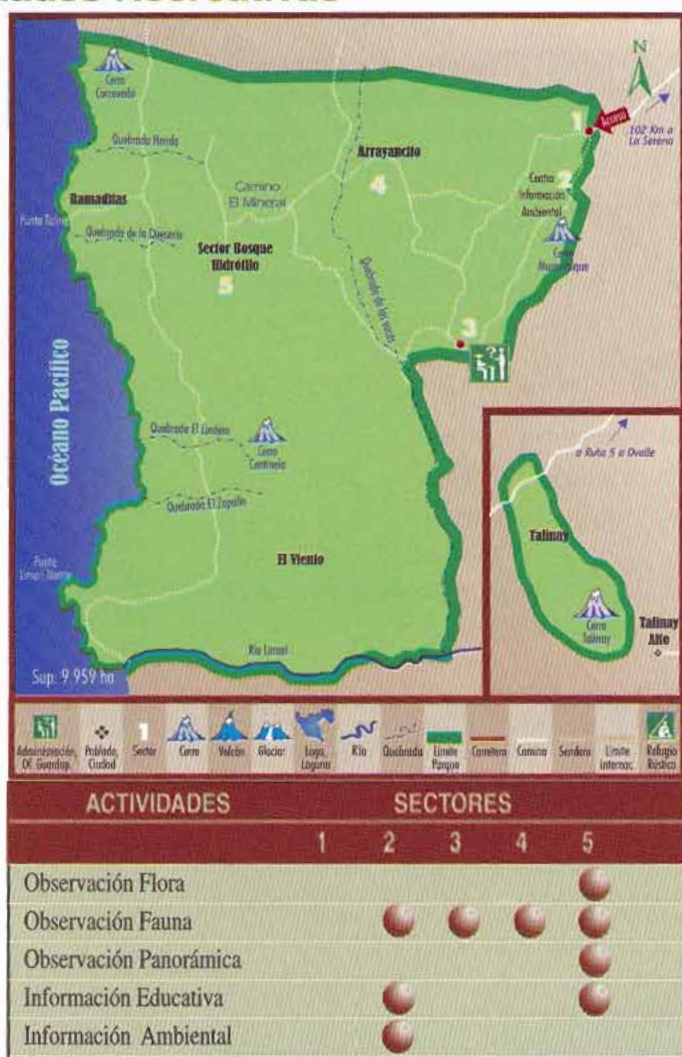 Cerro
Corcovado
N
1
Acceso
102 Km a
La Serena
Quebrada Honda
Arrayancito
4
Camino
El Mineral
Centro
2
Información
Ambiental
Ramaditas
Punta Talinay
Quebrada de la Quesería
Sector Bosque
Hidrófilo
5
Cerro
Quebrada de las vacas
3
Océano Pacífico
Quebrada El Lindero
Cerro
Centinela
Quebrada El Zapallo
a Ruta 5 a Ovalle
Talinay
El Viento
Punta
Limarí Norte
Cerro
Talinay
Talinay
Alto
Río Limarí
Sup. 9.959 ha
Administración,
Of. Guardap.
Poblado,
Ciudad
1
Sector
Cerro
Volcán
Glaciar
Lago,
Laguna
Río
Quebrada
Límite
Parque
Carretera
Camino
Sendero
Límite
Internac.
Refugio
Rústico
ACTIVIDADES SECTORES
1 2 3 4 5
Observación Flora
Observación Fauna
Observación Panorámica
Información Educativa
Información Ambiental